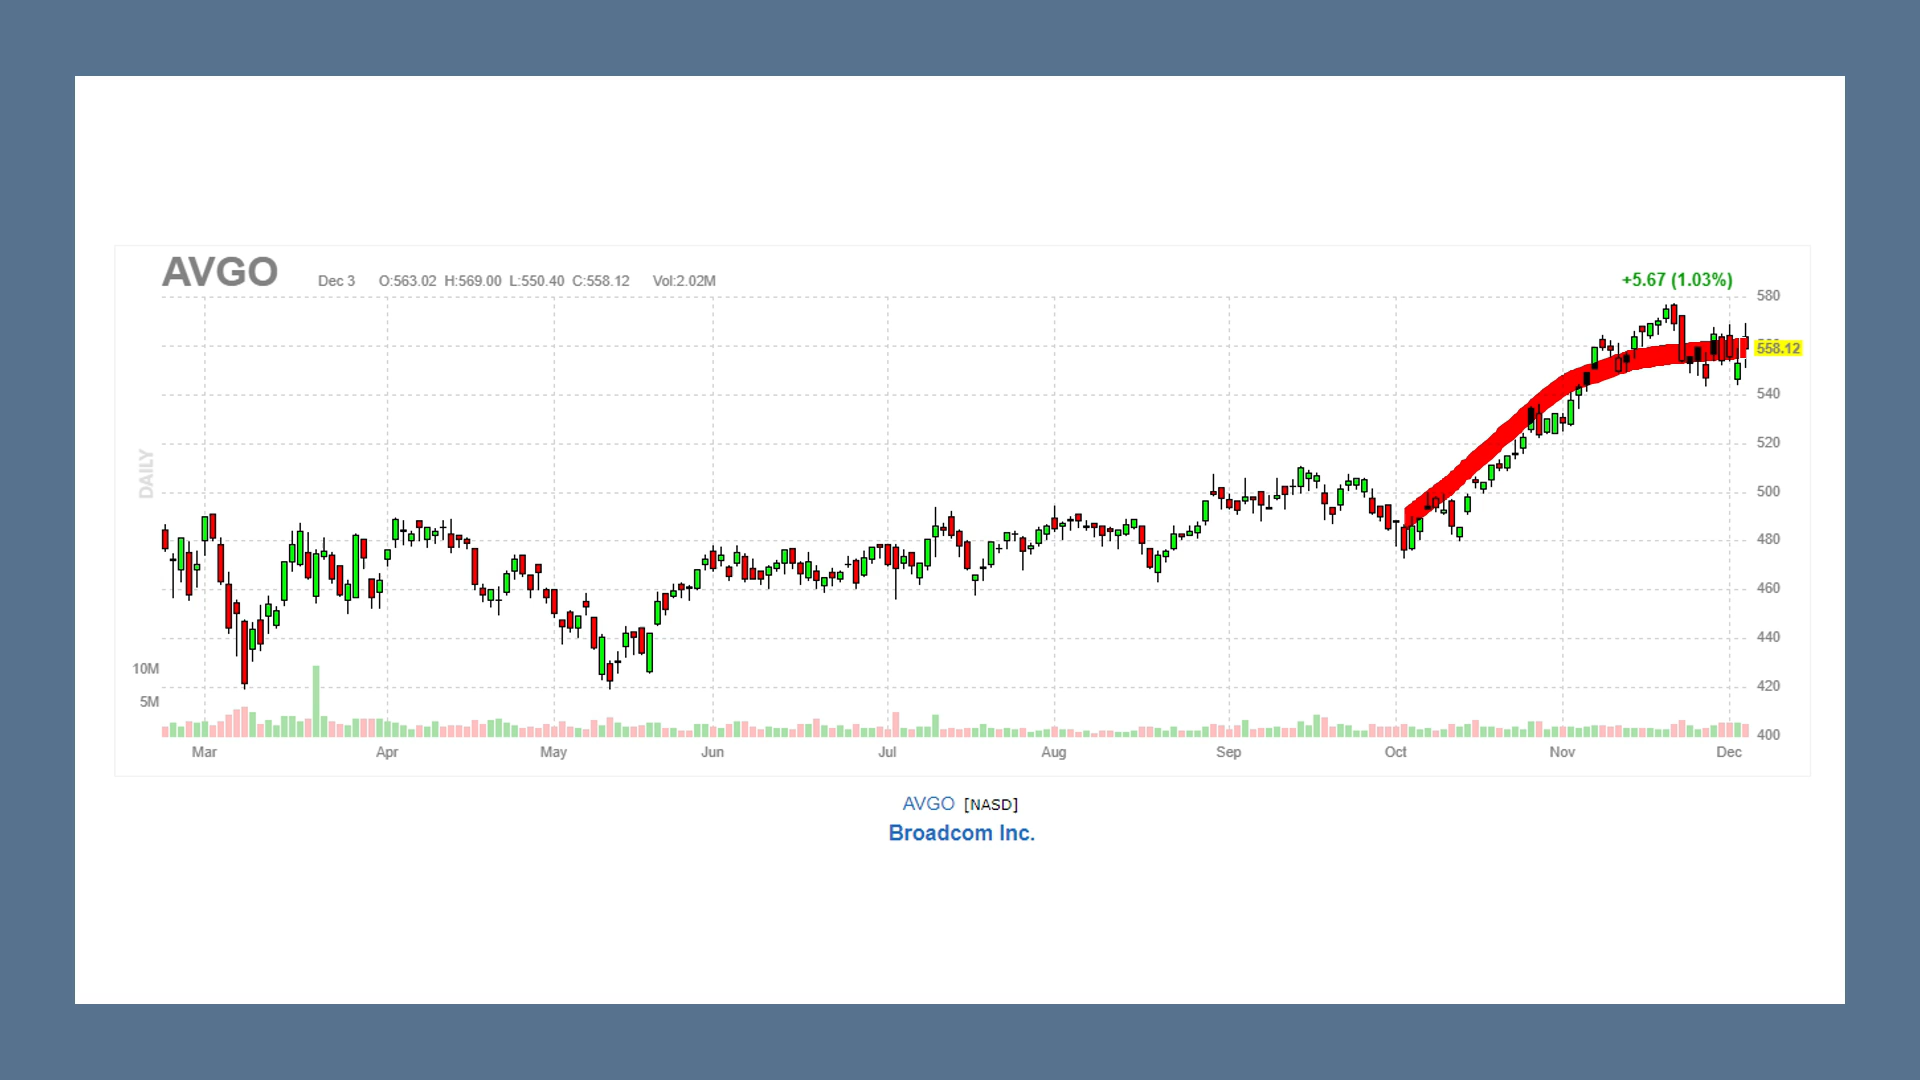 AVGO Dec 3 O:563.02 H:569.00 L:550.40 C:558.12 Vol:2.02M +5.67 (1.03%)
580
558.12
540
520
DAILY
500
480
460
440
10M
420
5M
400
Mar Apr May Jun Jul Aug Sep Oct Nov Dec
AVGO [NASD]
Broadcom Inc.